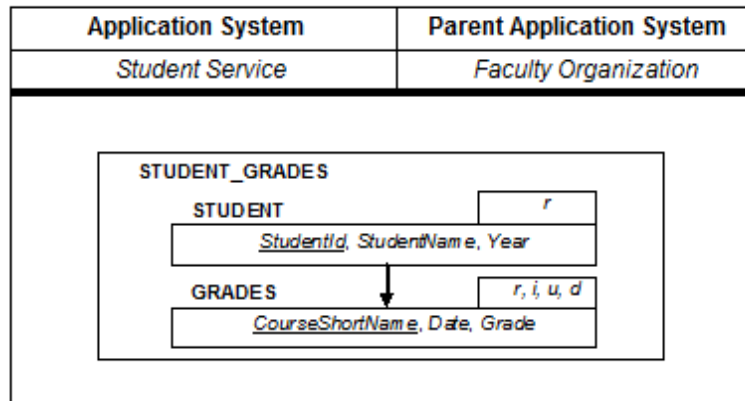 Application System Parent Application System
Student Service Faculty Organization
STUDENT_GRADES
STUDENT r
StudentId, StudentName, Year
GRADES r, i, u, d
CourseShortName, Date, Grade